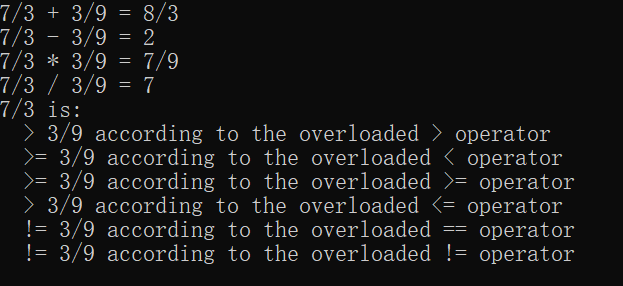 7/3 + 3/9 = 8/3
7/3 - 3/9 = 2
7/3 * 3/9 = 7/9
7/3 / 3/9 = 7
7/3 is:
  > 3/9 according to the overloaded > operator
  >= 3/9 according to the overloaded < operator
  >= 3/9 according to the overloaded >= operator
  > 3/9 according to the overloaded <= operator
  != 3/9 according to the overloaded == operator
  != 3/9 according to the overloaded != operator